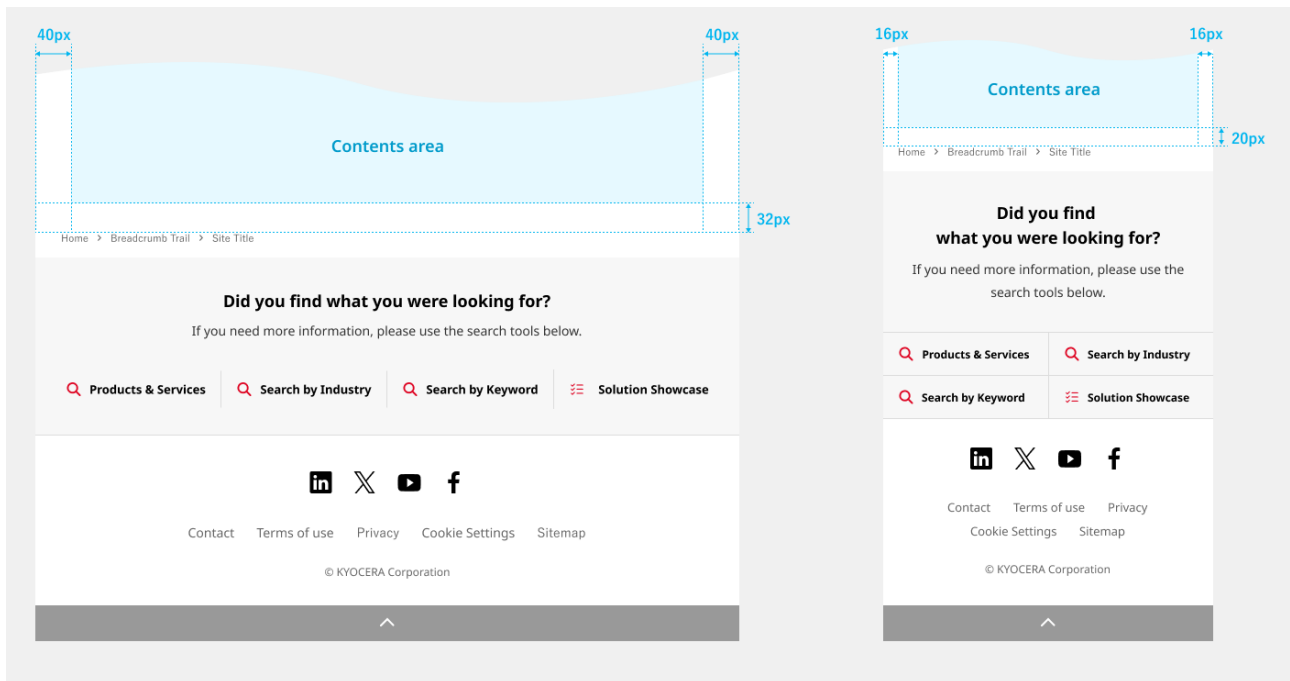 40px
40px
Contents area
32px
Home > Breadcrumb Trail > Site Title
Did you find what you were looking for?
If you need more information, please use the search tools below.
Products & Services
Search by Industry
Search by Keyword
Solution Showcase
Contact Terms of use Privacy Cookie Settings Sitemap
© KYOCERA Corporation
16px
16px
Contents area
20px
Home > Breadcrumb Trail > Site Title
Did you find
what you were looking for?
If you need more information, please use the
search tools below.
Products & Services
Search by Industry
Search by Keyword
Solution Showcase
Contact Terms of use Privacy
Cookie Settings Sitemap
© KYOCERA Corporation